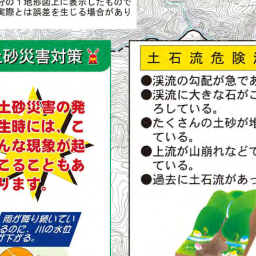 分の1地形図上に表示したもので
実際とは誤差を生じる場合があり
土砂災害対策
土砂災害の発
生時には、こ
んな現象が起
こることもあ
ります。
雨が降り続いてい
るのに、川の水位
が下がる。
土石流危険
●渓流の勾配が急であ
●渓流に大きな石がご
ろしている。
●たくさんの土砂が堆
ている。
●上流が山崩れなどで
ている。
●過去に土石流があっ